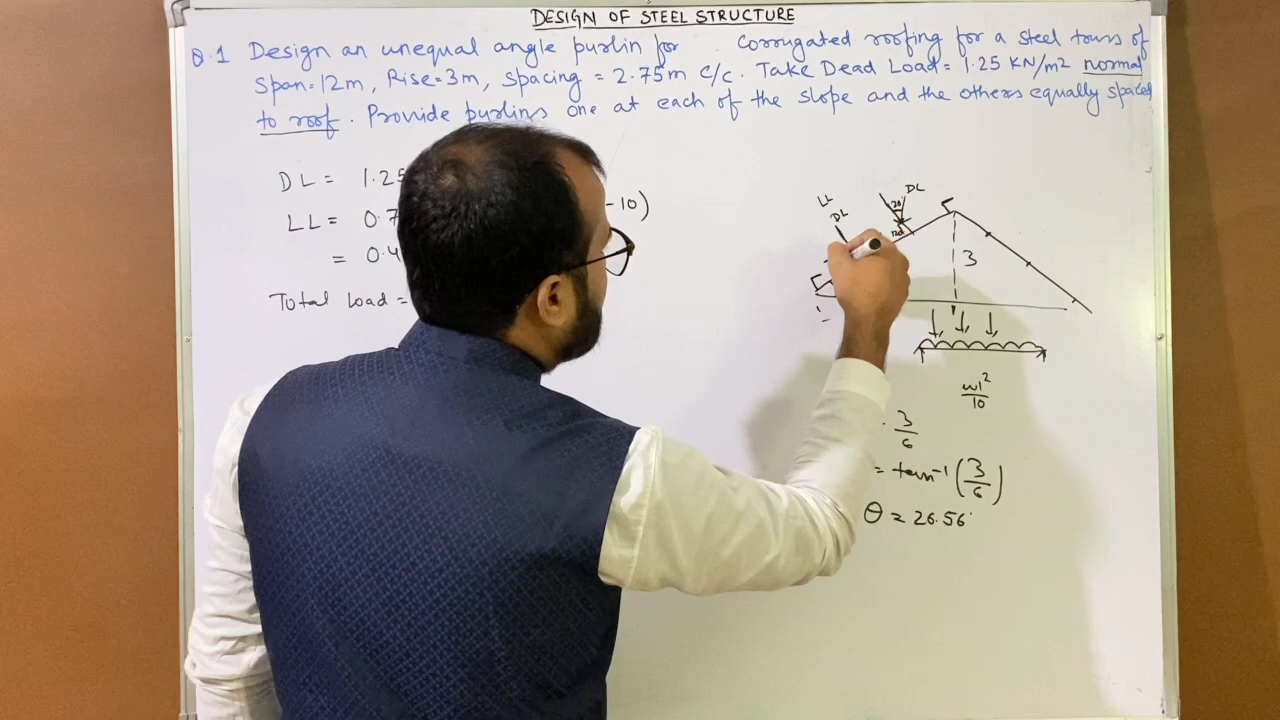 DESIGN OF STEEL STRUCTURE
Q.1 Design an unequal angle purlin for corrugated roofing for a steel truss of
span=12m, Rise=3m, spacing = 2.75m c/c. Take Dead Load= 1.25 KN/m2 normal
to roof. Provide purlins one at each of the slope and the others equally spaced
DL = 1.25
LL = 0.7 -10)
= 0.4
Total load =
LL
DL
DL
3
wl2
10
3
6
= tan-1 (3/6)
θ = 26.56